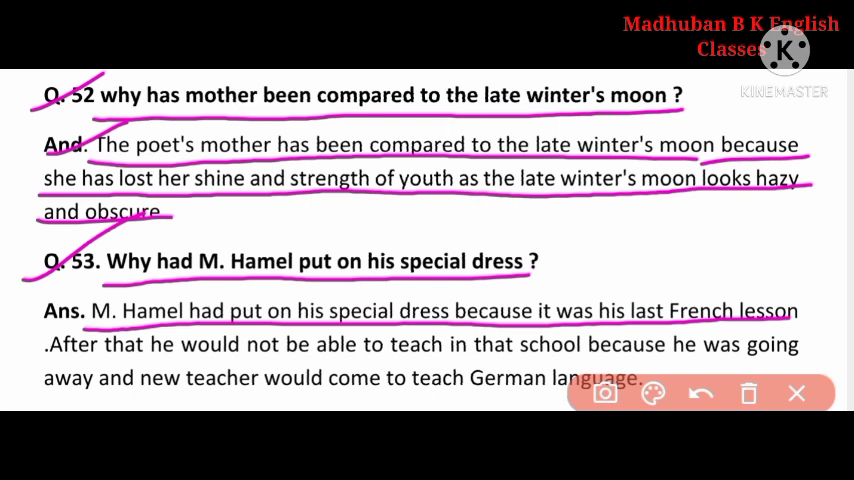 Madhuban B K English
Classes
K
KINEMASTER
Q. 52 why has mother been compared to the late winter's moon ?
And. The poet's mother has been compared to the late winter's moon because
she has lost her shine and strength of youth as the late winter's moon looks hazy
and obscure
Q. 53. Why had M. Hamel put on his special dress ?
Ans. M. Hamel had put on his special dress because it was his last French lesson
.After that he would not be able to teach in that school because he was going
away and new teacher would come to teach German language.